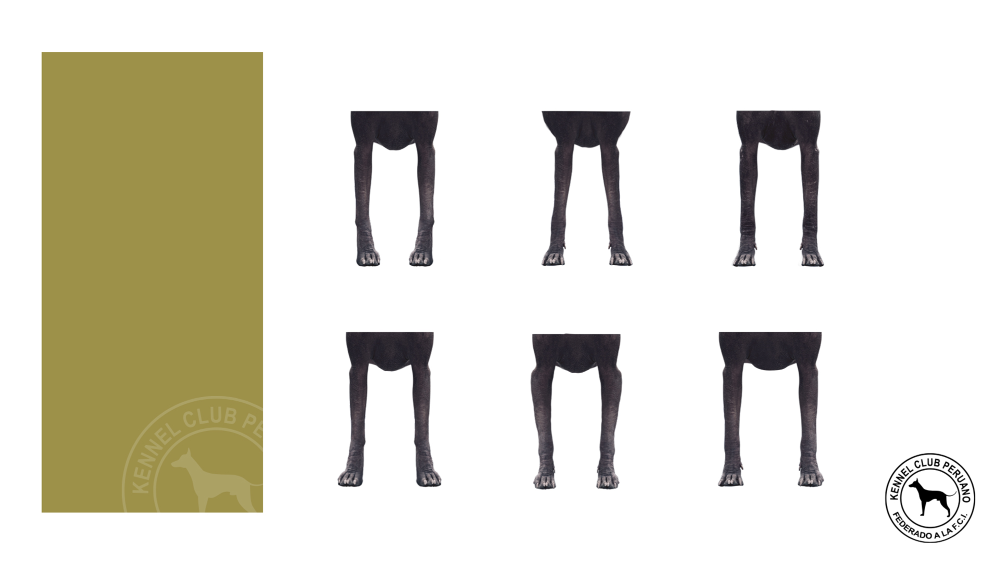 KENNEL CLUB PE
KENNEL CLUB PERUANO
FEDERADO A LA F.C.I.